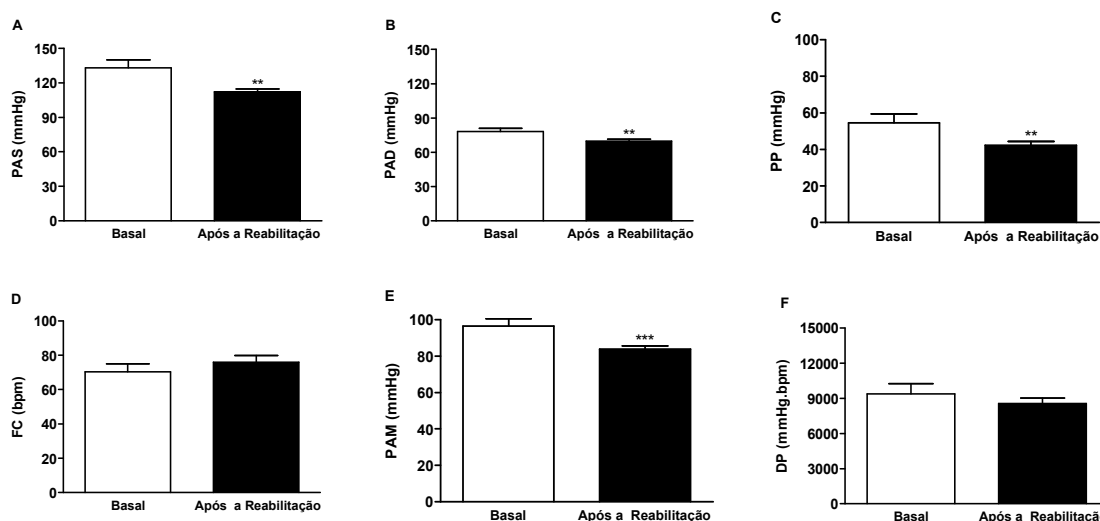 A
PAS (mmHg)
150
120
90
60
30
0
**
Basal
Após a Reabilitação
B
PAD (mmHg)
150
120
90
60
30
0
**
Basal
Após a Reabilitação
C
PP (mmHg)
100
80
60
40
20
0
**
Basal
Após a Reabilitação
D
FC (bpm)
100
80
60
40
20
0
Basal
Após a Reabilitação
E
PAM (mmHg)
100
80
60
40
20
0
***
Basal
Após a Reabilitação
F
DP (mmHg.bpm)
15000
12000
9000
6000
3000
0
Basal
Após a Reabilitação